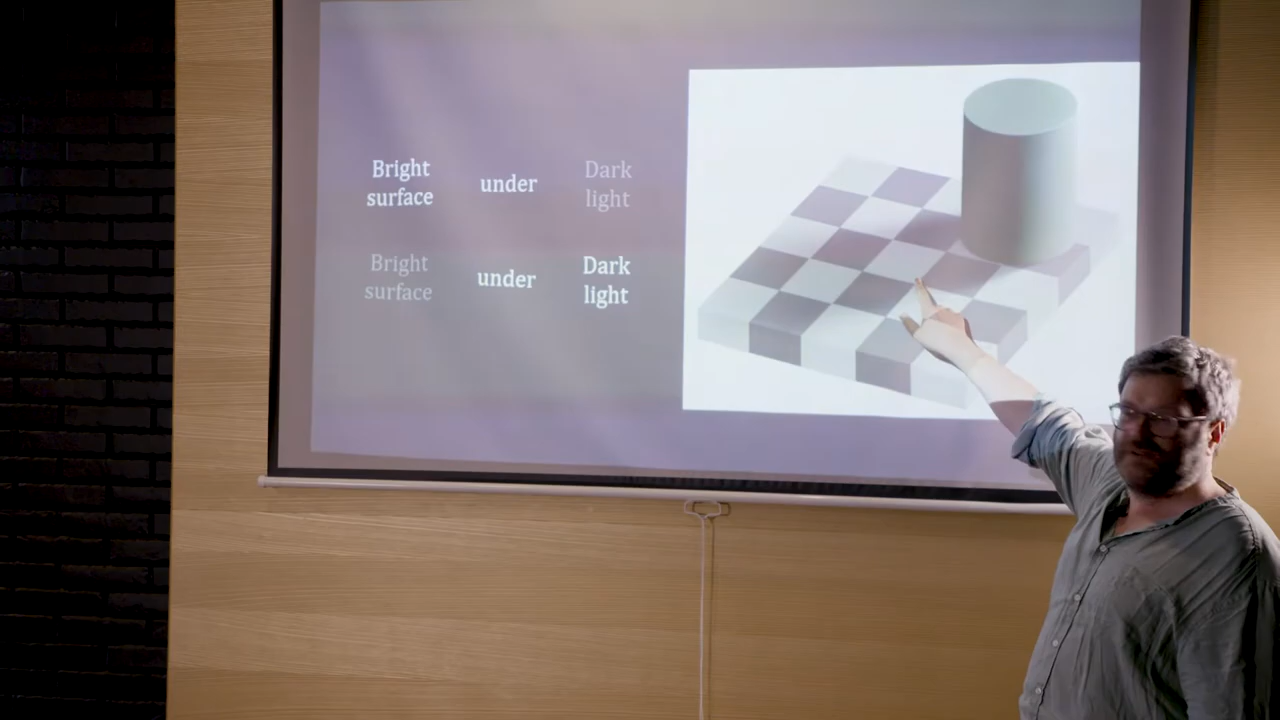 Bright
surface
under
Dark
light
Bright
surface
under
Dark
light